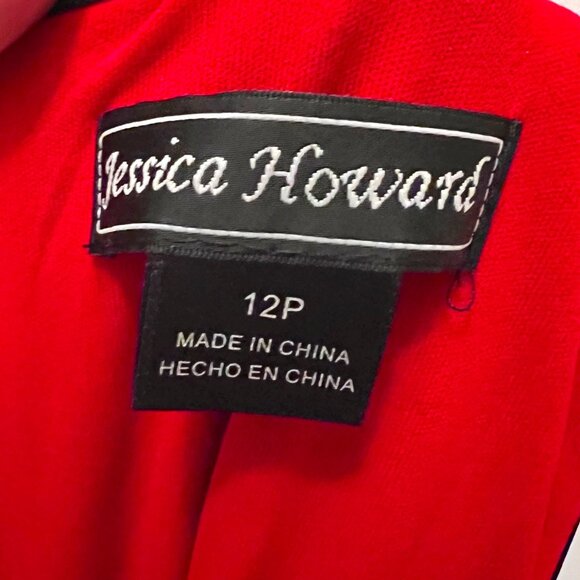 Jessica Howard
12P
MADE IN CHINA
HECHO EN CHINA